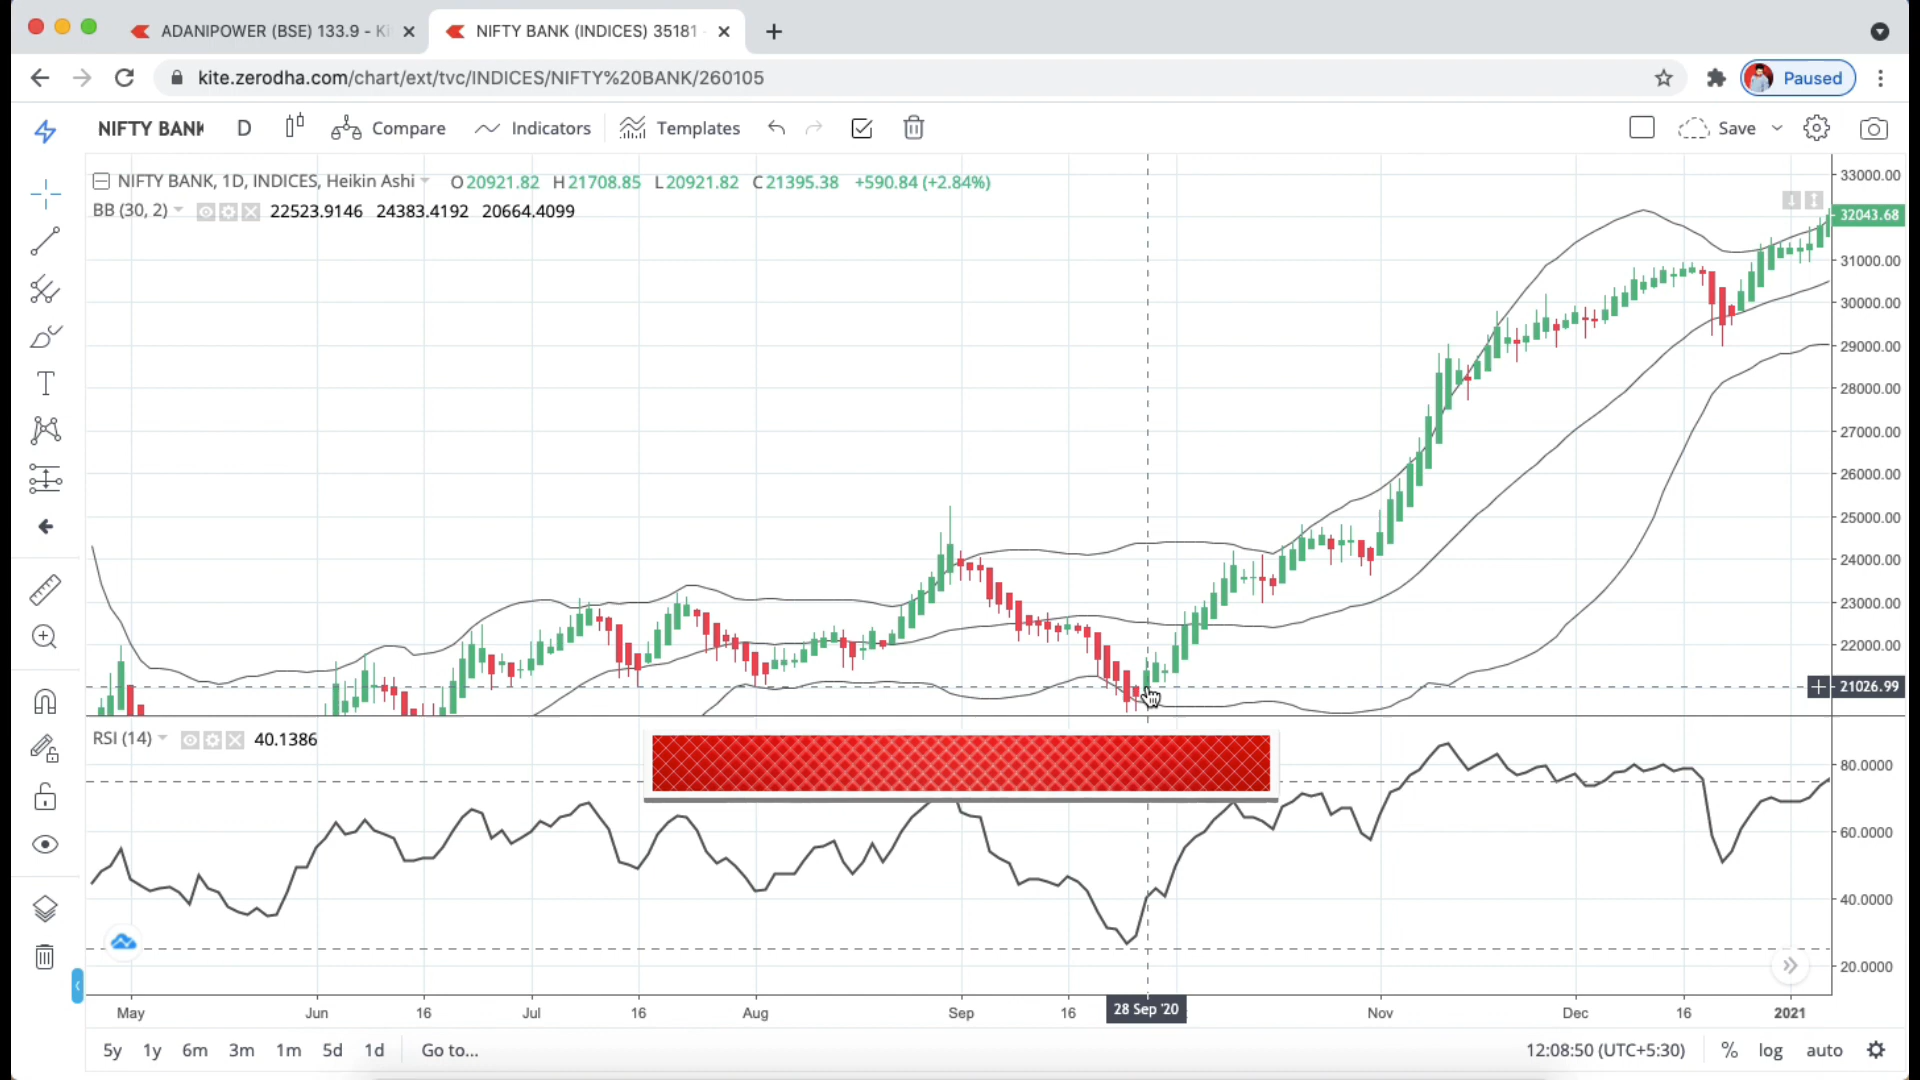 ADANIPOWER (BSE) 133.9 - Ki
NIFTY BANK (INDICES) 35181
kite.zerodha.com/chart/ext/tvc/INDICES/NIFTY%20BANK/260105
Paused
NIFTY BANK D Compare Indicators Templates Save
NIFTY BANK, 1D, INDICES, Heikin Ashi O20921.82 H21708.85 L20921.82 C21395.38 +590.84 (+2.84%)
BB (30, 2) 22523.9146 24383.4192 20664.4099
33000.00
32043.68
31000.00
30000.00
29000.00
28000.00
27000.00
26000.00
25000.00
24000.00
23000.00
22000.00
21026.99
RSI (14) 40.1386
80.0000
60.0000
40.0000
20.0000
May Jun 16 Jul 16 Aug Sep 16 28 Sep '20 Nov Dec 16 2021
5y 1y 6m 3m 1m 5d 1d Go to... 12:08:50 (UTC+5:30) % log auto